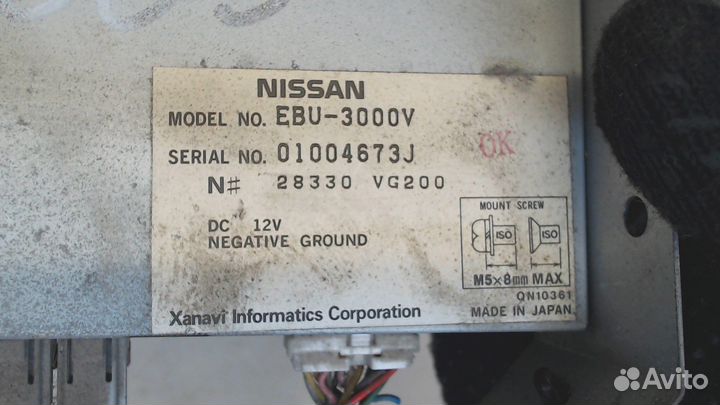 NISSAN
MODEL NO. EBU-3000V
SERIAL NO. 01004673J
OK
N# 28330 VG200
DC 12V
NEGATIVE GROUND
MOUNT SCREW
ISO ISO
M5×8mm MAX
QN10361
Xanavi Informatics Corporation MADE IN JAPAN
Avito